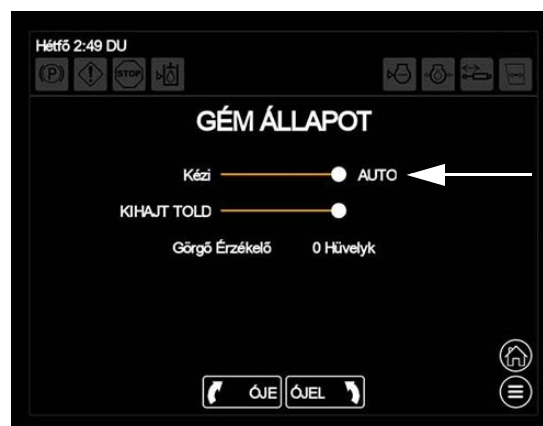 Hétfő 2:49 DU
(P) STOP
GÉM ÁLLAPOT
Kézi AUTO
KIHAJT TOLD
Görgő Érzékelő 0 Hüvelyk
ÓJE ÓJEL